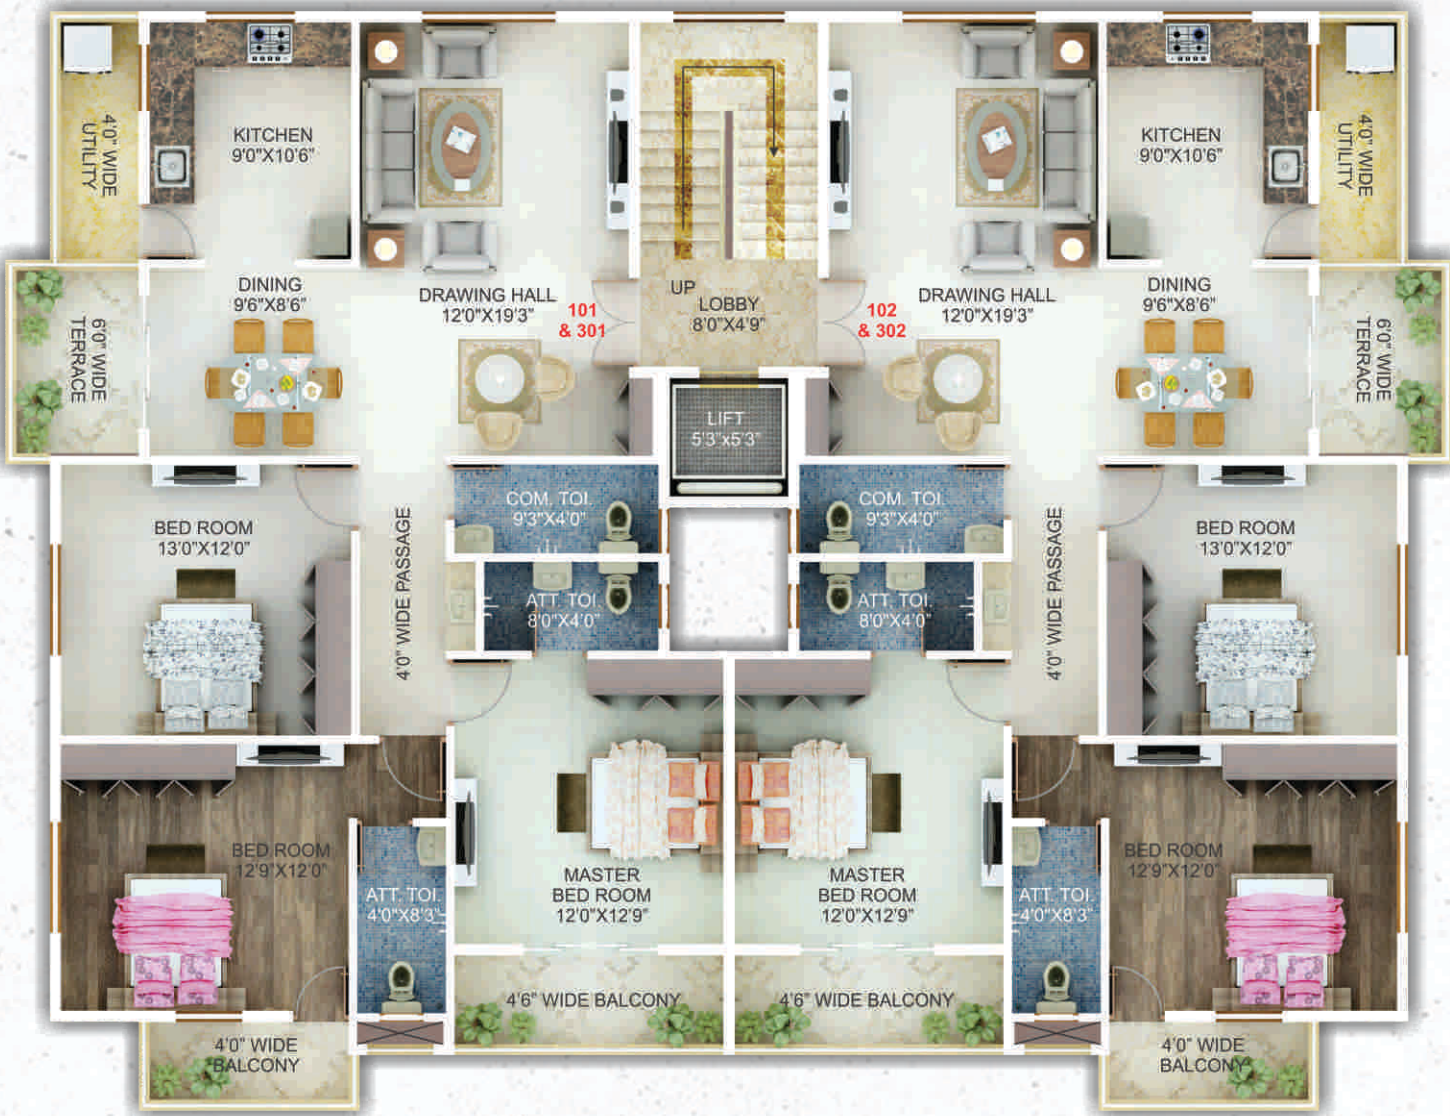 4'0" WIDE
UTILITY
KITCHEN
9'0"X10'6"
KITCHEN
9'0"X10'6"
4'0" WIDE
UTILITY
6'0" WIDE
TERRACE
DINING
9'6"X8'6"
DRAWING HALL
12'0"X19'3"
101
& 301
UP
LOBBY
8'0"X4'9"
102
& 302
DRAWING HALL
12'0"X19'3"
DINING
9'6"X8'6"
6'0" WIDE
TERRACE
LIFT
5'3"x5'3"
BED ROOM
13'0"X12'0"
4'0" WIDE PASSAGE
COM. TOI.
9'3"X4'0"
COM. TOI.
9'3"X4'0"
4'0" WIDE PASSAGE
BED ROOM
13'0"X12'0"
ATT. TOI.
8'0"X4'0"
ATT. TOI.
8'0"X4'0"
BED ROOM
12'9"X12'0"
ATT. TOI.
4'0"X8'3"
MASTER
BED ROOM
12'0"X12'9"
MASTER
BED ROOM
12'0"X12'9"
ATT. TOI.
4'0"X8'3"
BED ROOM
12'9"X12'0"
4'6" WIDE BALCONY
4'6" WIDE BALCONY
4'0" WIDE
BALCONY
4'0" WIDE
BALCONY